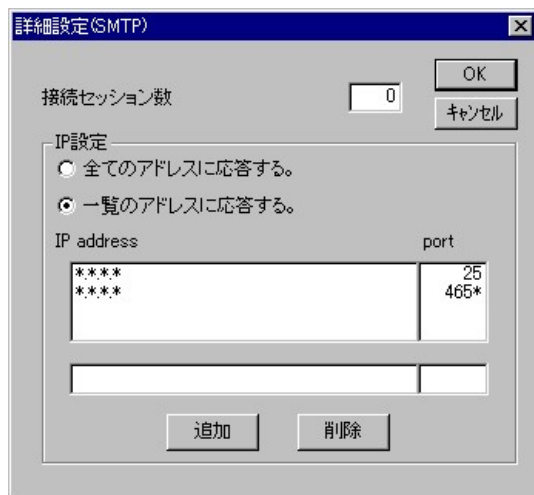 詳細設定(SMTP)
OK
接続セッション数 0
キャンセル
IP設定
全てのアドレスに応答する。
一覧のアドレスに応答する。
IP address port
*.*.*.* 25
*.*.*.* 465*
追加 削除